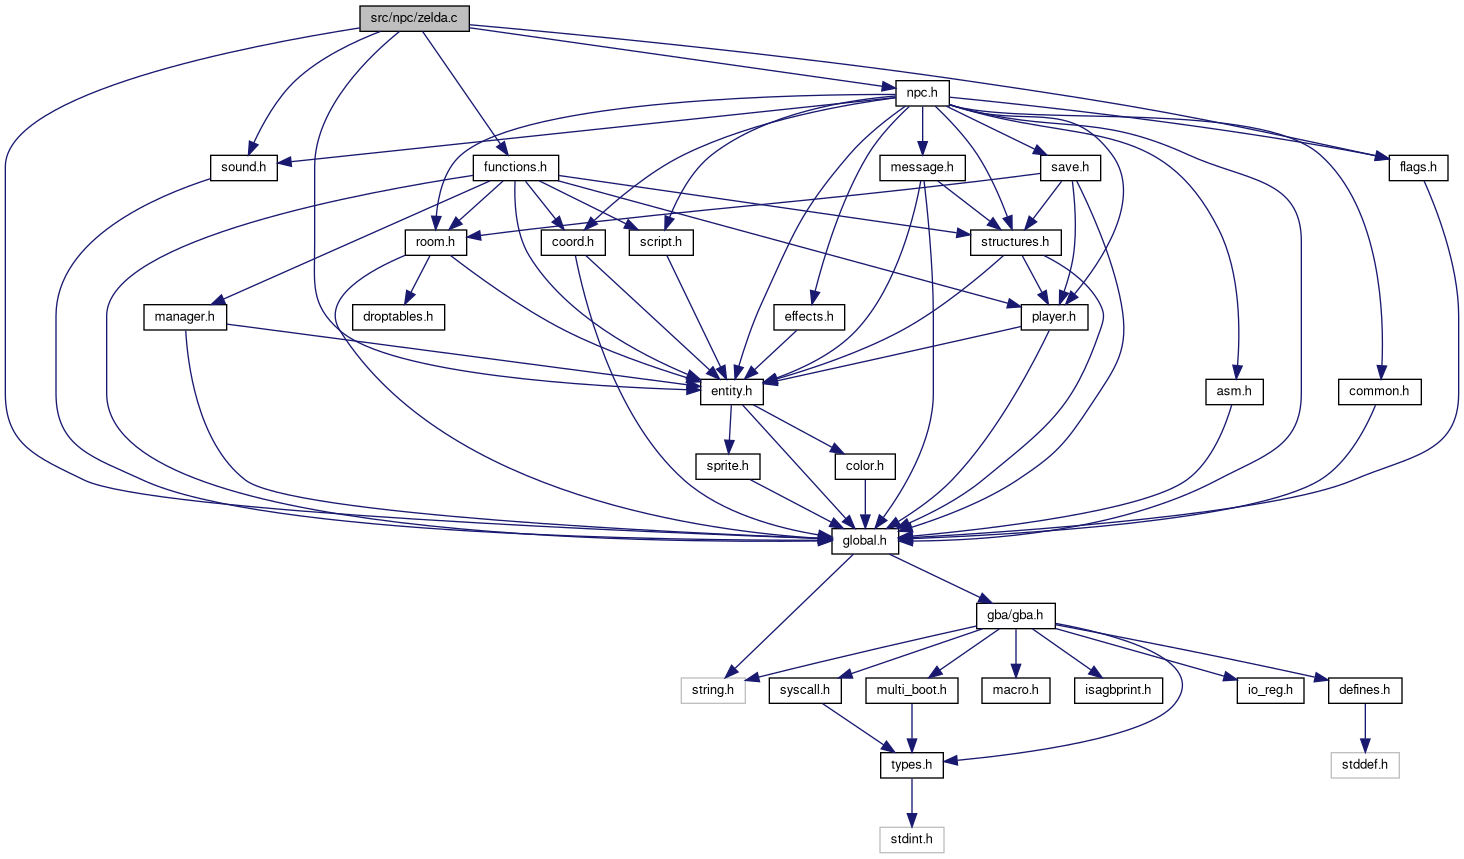 src/npc/zelda.c
npc.h
sound.h
functions.h
message.h
save.h
flags.h
room.h
coord.h
script.h
structures.h
manager.h
droptables.h
effects.h
player.h
entity.h
asm.h
common.h
sprite.h
color.h
global.h
gba/gba.h
string.h
syscall.h
multi_boot.h
macro.h
isagbprint.h
io_reg.h
defines.h
types.h
stddef.h
stdint.h